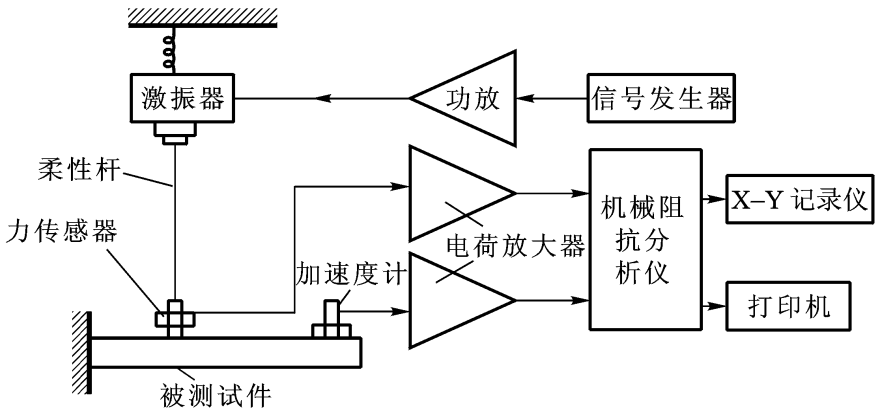 激振器
功放
信号发生器
柔性杆
力传感器
加速度计
电荷放大器
机械阻
抗分
析仪
X–Y 记录仪
打印机
被测试件